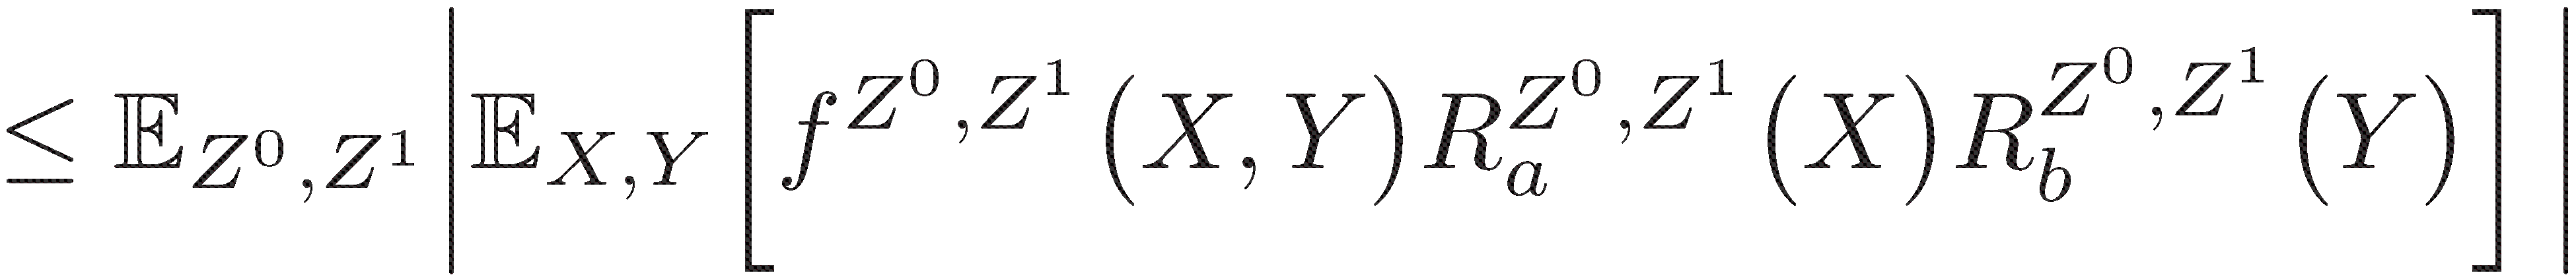 ≤ 𝔼_{Z^0,Z^1} | 𝔼_{X,Y} [ f^{Z^0,Z^1}(X,Y) R_a^{Z^0,Z^1}(X) R_b^{Z^0,Z^1}(Y) ] |